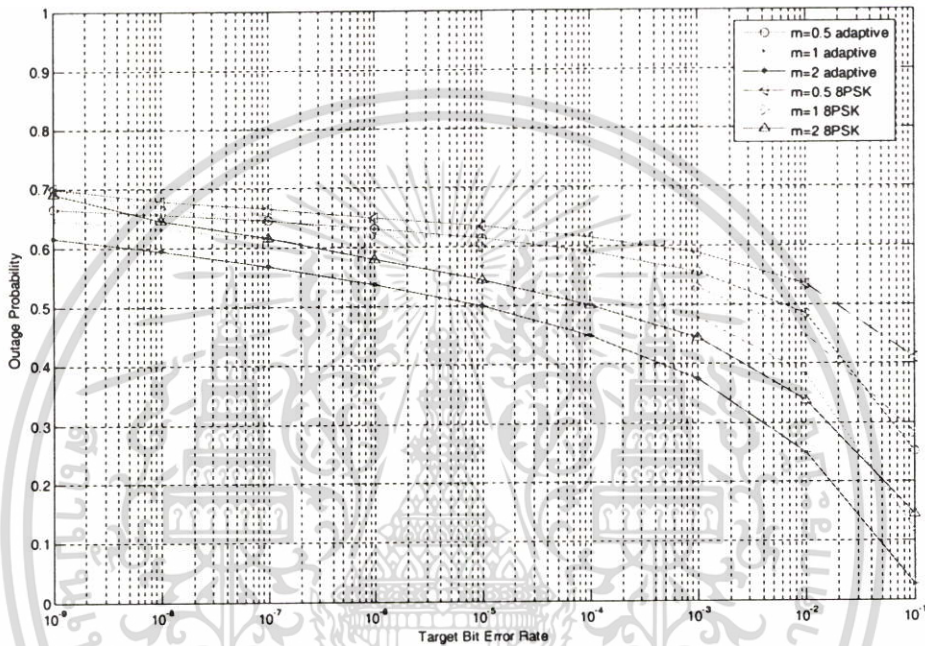 1
0.9
0.8
0.7
0.6
0.5
0.4
0.3
0.2
0.1
0
Outage Probability
m=0.5 adaptive
m=1 adaptive
m=2 adaptive
m=0.5 8PSK
m=1 8PSK
m=2 8PSK
10⁻⁹
10⁻⁸
10⁻⁷
10⁻⁶
10⁻⁵
10⁻⁴
10⁻³
10⁻²
10⁻¹
Target Bit Error Rate